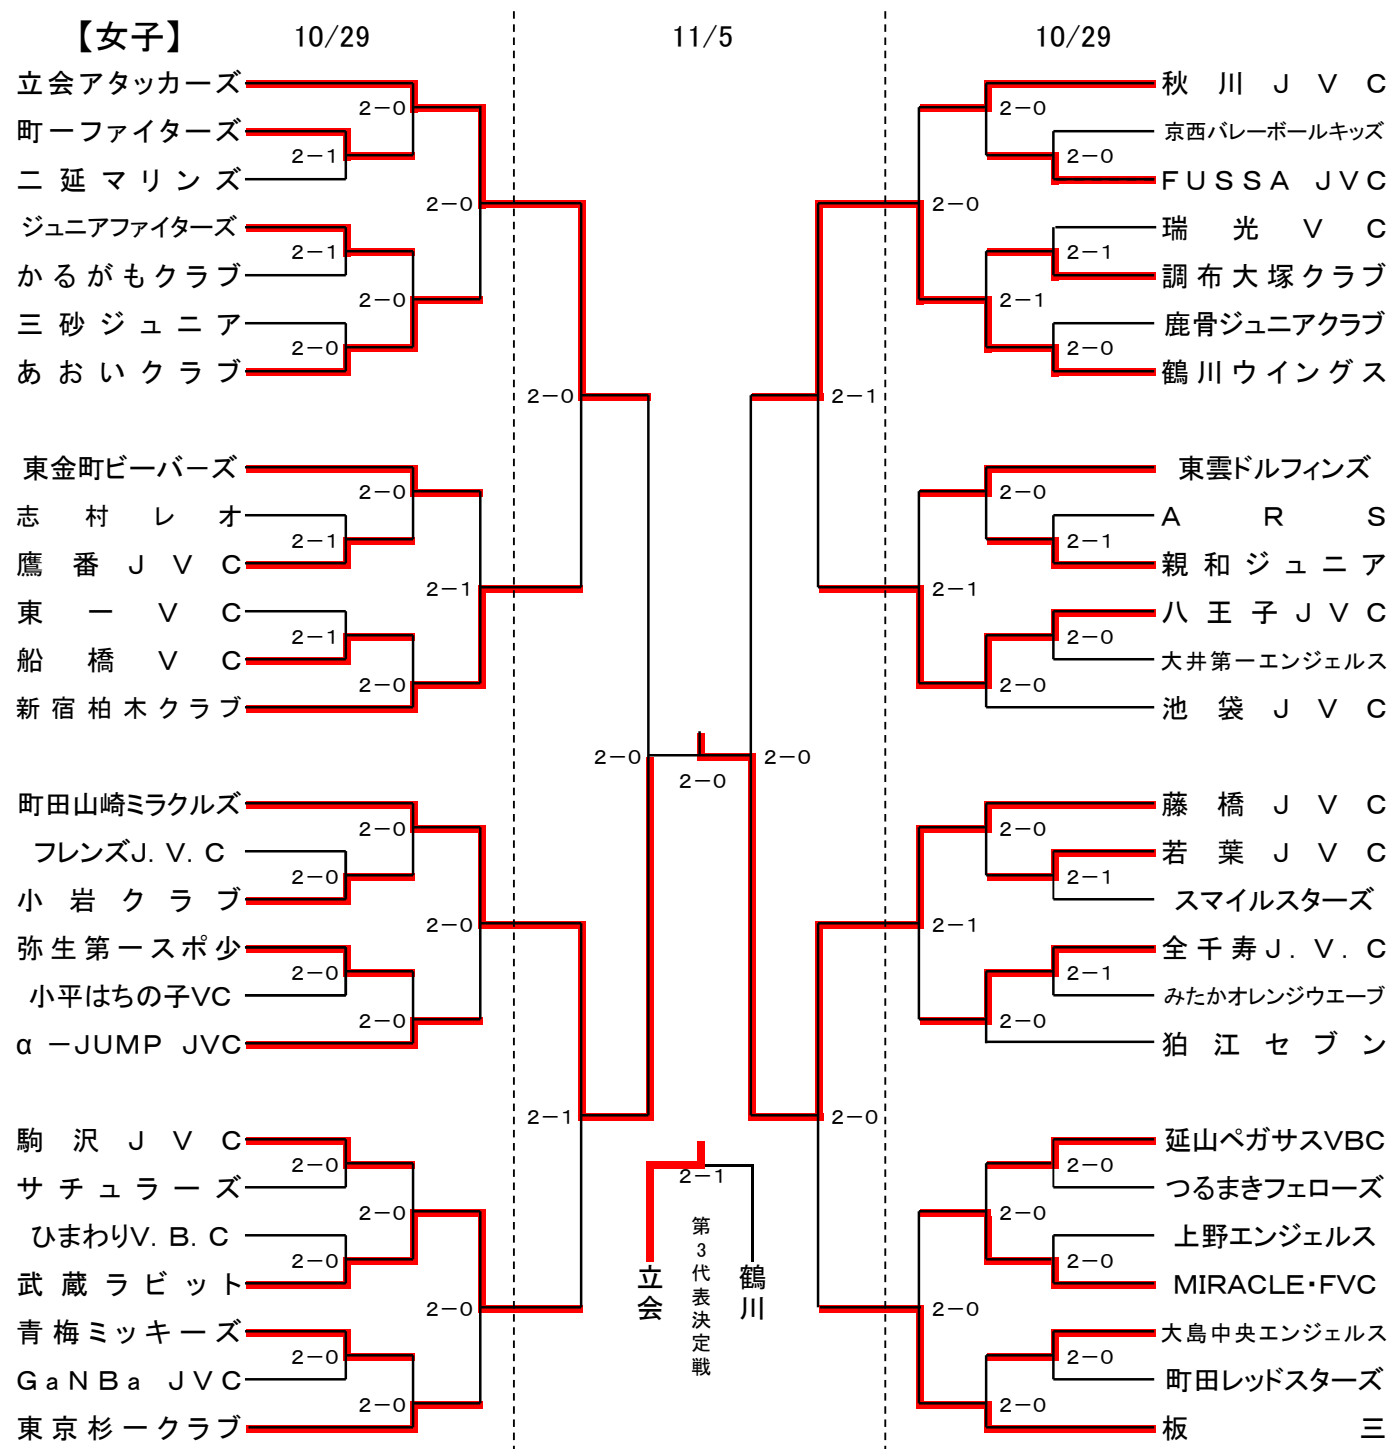 【女子】 10/29 11/5 10/29
立会アタッカーズ
町一ファイターズ
二延マリンズ
ジュニアファイターズ
かるがもクラブ
三砂ジュニア
あおいクラブ
2-0
2-1
2-1
2-0
2-0
2-0
2-0
東金町ビーバーズ
志村レオ
鷹番JVC
東一VC
船橋VC
新宿柏木クラブ
2-0
2-1
2-1
2-1
2-0
2-0
町田山崎ミラクルズ
フレンズJ.V.C
小岩クラブ
弥生第一スポ少
小平はちの子VC
α-JUMP JVC
2-0
2-0
2-0
2-0
2-0
駒沢JVC
サチュラーズ
ひまわりV.B.C
武蔵ラビット
青梅ミッキーズ
GaNBa JVC
東京杉一クラブ
2-1
2-0
2-0
2-0
2-0
2-0
2-0
2-0
2-0
2-0
2-1
第3代表決定戦
立会
鶴川
秋川JVC
京西バレーボールキッズ
FUSSA JVC
瑞光VC
調布大塚クラブ
鹿骨ジュニアクラブ
鶴川ウイングス
2-0
2-0
2-0
2-1
2-1
2-0
2-1
東雲ドルフィンズ
ARS
親和ジュニア
八王子JVC
大井第一エンジェルス
池袋JVC
2-0
2-1
2-1
2-0
2-0
藤橋JVC
若葉JVC
スマイルスターズ
全千寿J.V.C
みたかオレンジウエーブ
狛江セブン
2-0
2-1
2-1
2-1
2-0
2-0
延山ペガサスVBC
つるまきフェローズ
上野エンジェルス
MIRACLE・FVC
大島中央エンジェルス
町田レッドスターズ
板三
2-0
2-0
2-0
2-0
2-0
2-0